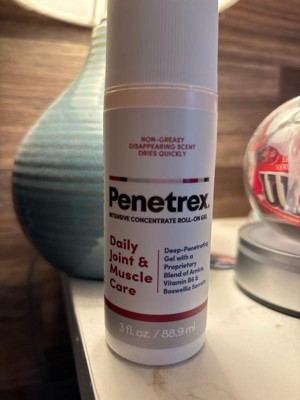 NON-GREASY
DISAPPEARING SCENT
DRIES QUICKLY
Penetrex.
INTENSIVE CONCENTRATE ROLL-ON GEL
Daily
Joint &
Muscle
Care
Deep-Penetrating
Gel with a
Proprietary
Blend of Arnica,
Vitamin B6 &
Boswellia Serrata
3 fl. oz. / 88.9 ml